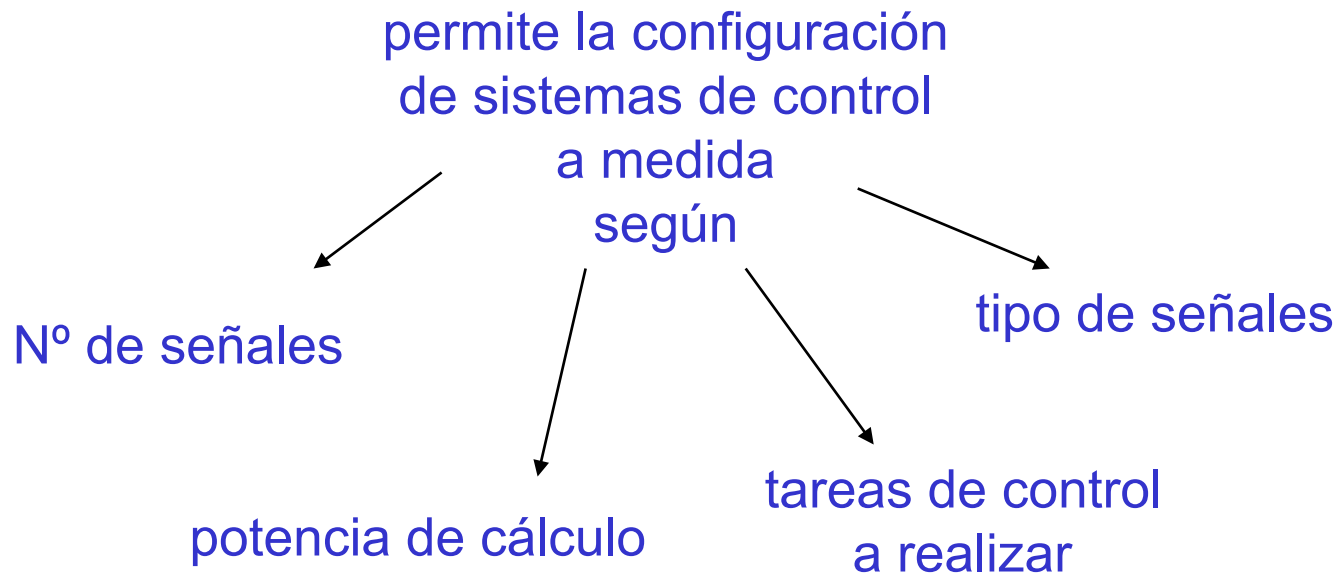 permite la configuración
de sistemas de control
a medida
según
Nº de señales
tipo de señales
potencia de cálculo
tareas de control
a realizar